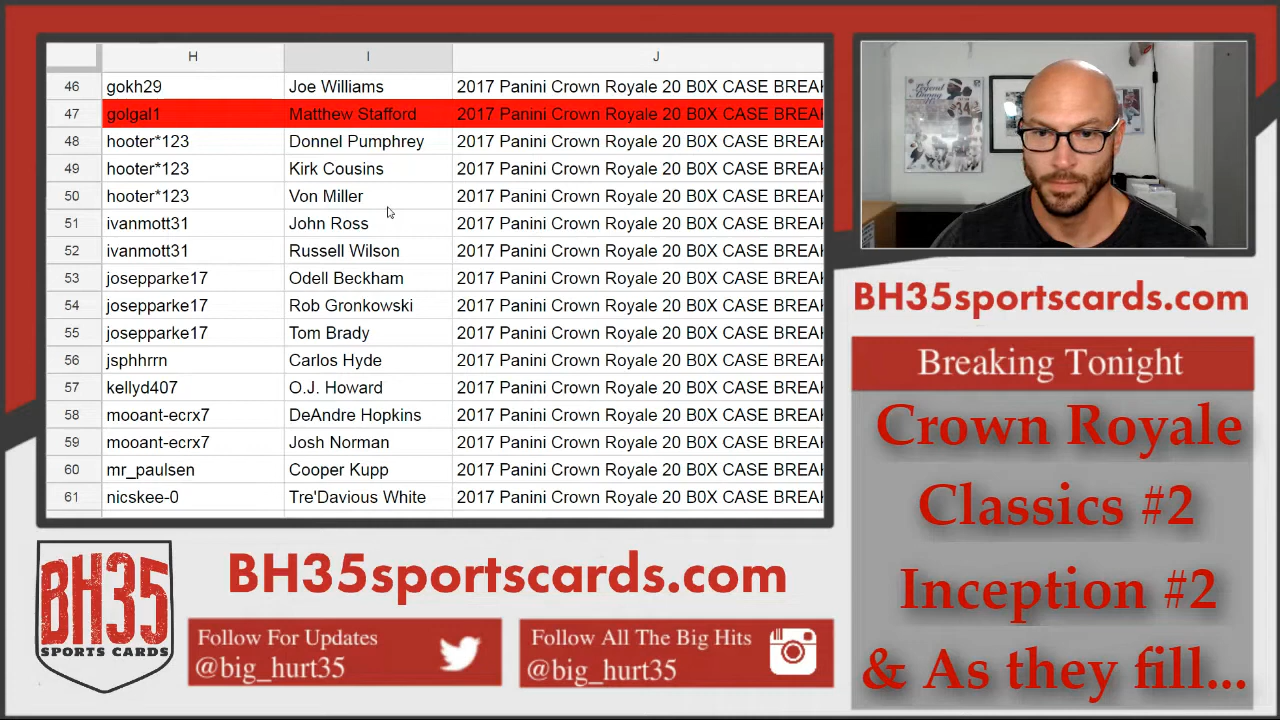 H I J
46 gokh29 Joe Williams 2017 Panini Crown Royale 20 B0X CASE BREAK
47 golgal1 Matthew Stafford 2017 Panini Crown Royale 20 B0X CASE BREAK
48 hooter*123 Donnel Pumphrey 2017 Panini Crown Royale 20 B0X CASE BREAK
49 hooter*123 Kirk Cousins 2017 Panini Crown Royale 20 B0X CASE BREAK
50 hooter*123 Von Miller 2017 Panini Crown Royale 20 B0X CASE BREAK
51 ivanmott31 John Ross 2017 Panini Crown Royale 20 B0X CASE BREAK
52 ivanmott31 Russell Wilson 2017 Panini Crown Royale 20 B0X CASE BREAK
53 josepparke17 Odell Beckham 2017 Panini Crown Royale 20 B0X CASE BREAK
54 josepparke17 Rob Gronkowski 2017 Panini Crown Royale 20 B0X CASE BREAK
55 josepparke17 Tom Brady 2017 Panini Crown Royale 20 B0X CASE BREAK
56 jsphhrrn Carlos Hyde 2017 Panini Crown Royale 20 B0X CASE BREAK
57 kellyd407 O.J. Howard 2017 Panini Crown Royale 20 B0X CASE BREAK
58 mooant-ecrx7 DeAndre Hopkins 2017 Panini Crown Royale 20 B0X CASE BREAK
59 mooant-ecrx7 Josh Norman 2017 Panini Crown Royale 20 B0X CASE BREAK
60 mr_paulsen Cooper Kupp 2017 Panini Crown Royale 20 B0X CASE BREAK
61 nicskee-0 Tre'Davious White 2017 Panini Crown Royale 20 B0X CASE BREAK
BH35sportscards.com
Breaking Tonight
Crown Royale
Classics #2
Inception #2
& As they fill...
BH35
SPORTS CARDS
BH35sportscards.com
Follow For Updates
@big_hurt35
Follow All The Big Hits
@big_hurt35